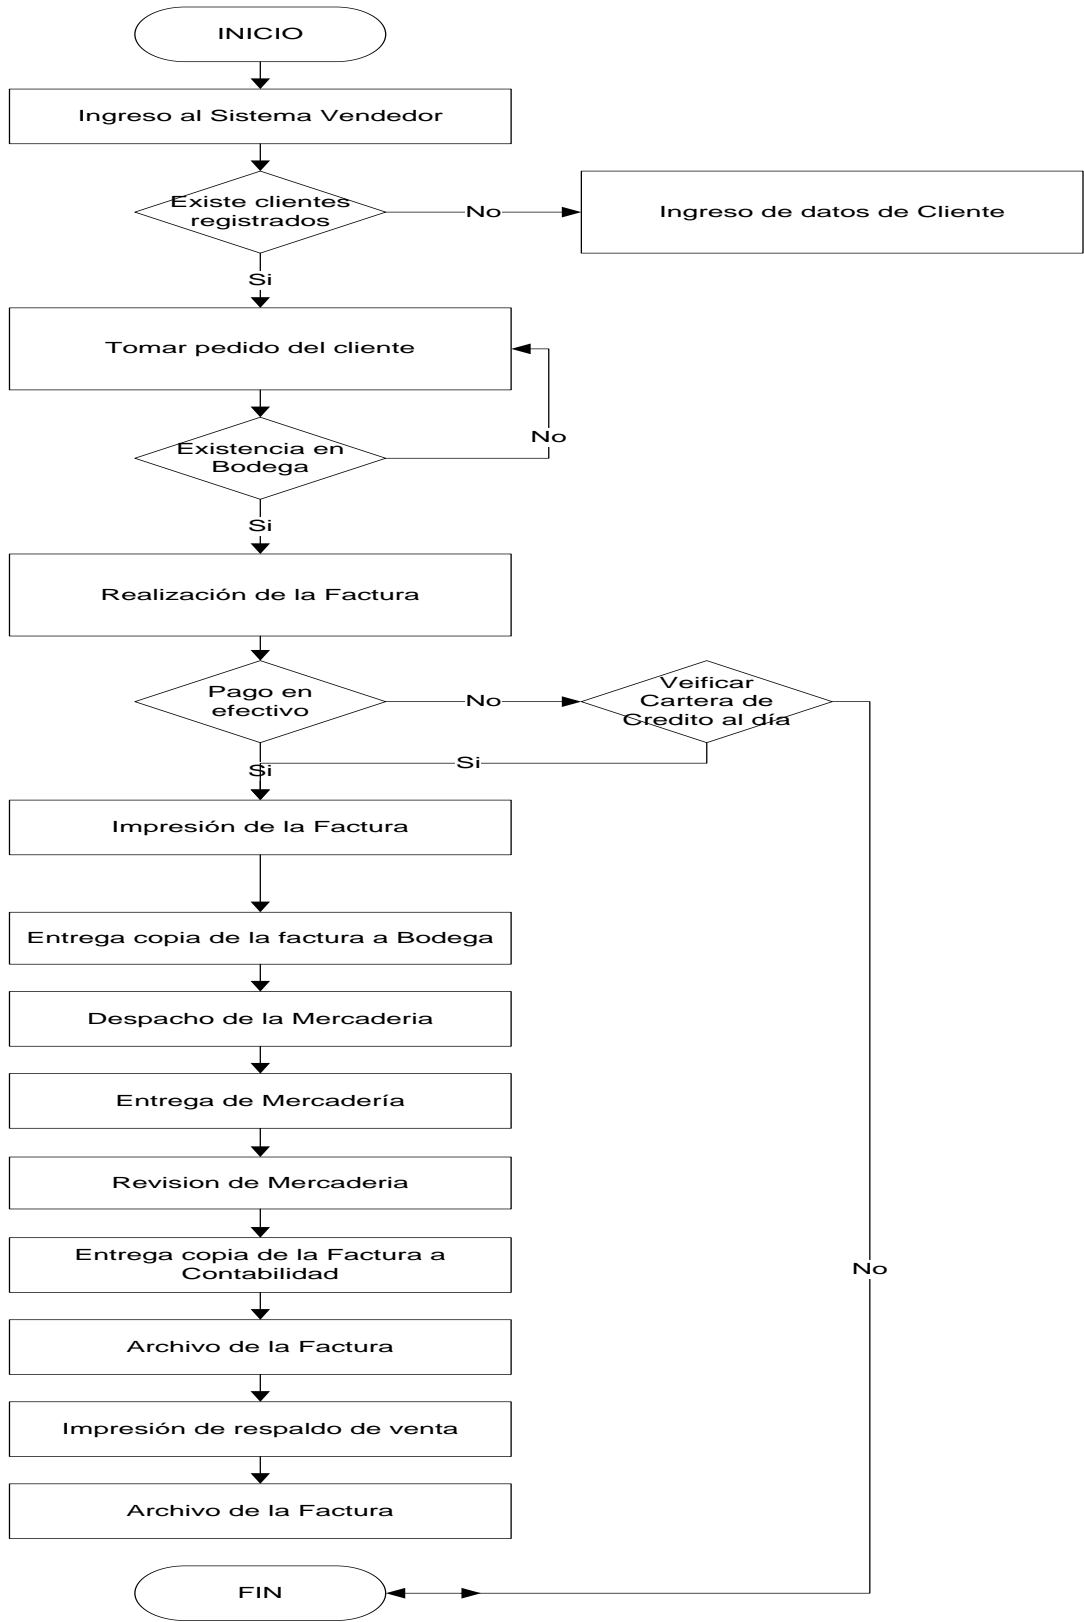 INICIO
Ingreso al Sistema Vendedor
Existe clientes
registrados
No
Ingreso de datos de Cliente
Si
Tomar pedido del cliente
No
Existencia en
Bodega
Si
Realización de la Factura
Pago en
efectivo
No
Veificar
Cartera de
Credito al día
Si
Si
Impresión de la Factura
Entrega copia de la factura a Bodega
Despacho de la Mercaderia
Entrega de Mercadería
Revision de Mercaderia
Entrega copia de la Factura a
Contabilidad
No
Archivo de la Factura
Impresión de respaldo de venta
Archivo de la Factura
FIN